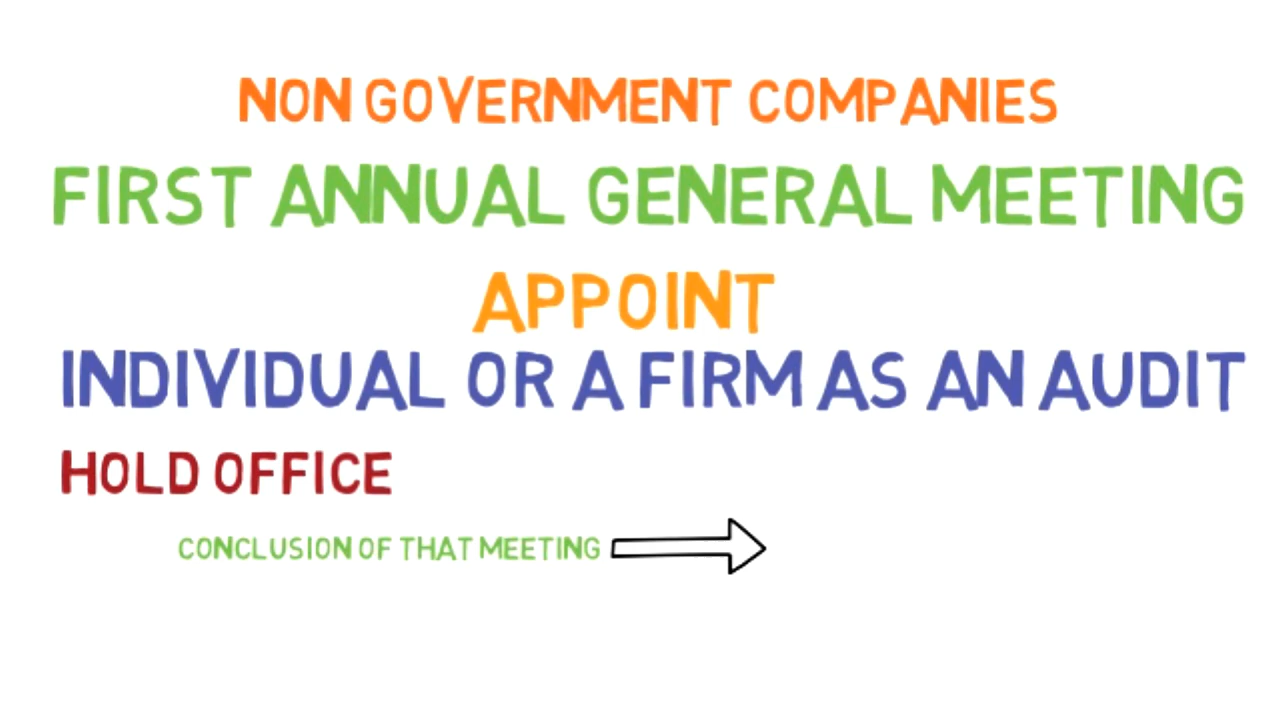 NON GOVERNMENT COMPANIES
FIRST ANNUAL GENERAL MEETING
APPOINT
INDIVIDUAL OR A FIRM AS AN AUDIT
HOLD OFFICE
CONCLUSION OF THAT MEETING